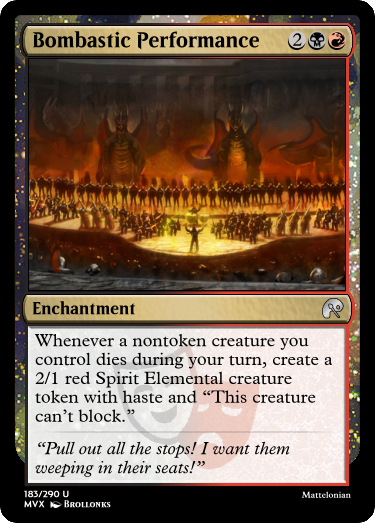 Bombastic Performance 2
Enchantment
Whenever a nontoken creature you
control dies during your turn, create a
2/1 red Spirit Elemental creature
token with haste and “This creature
can’t block.”
“Pull out all the stops! I want them
weeping in their seats!”
183/290 U
MVX Brollonks
Mattelonian